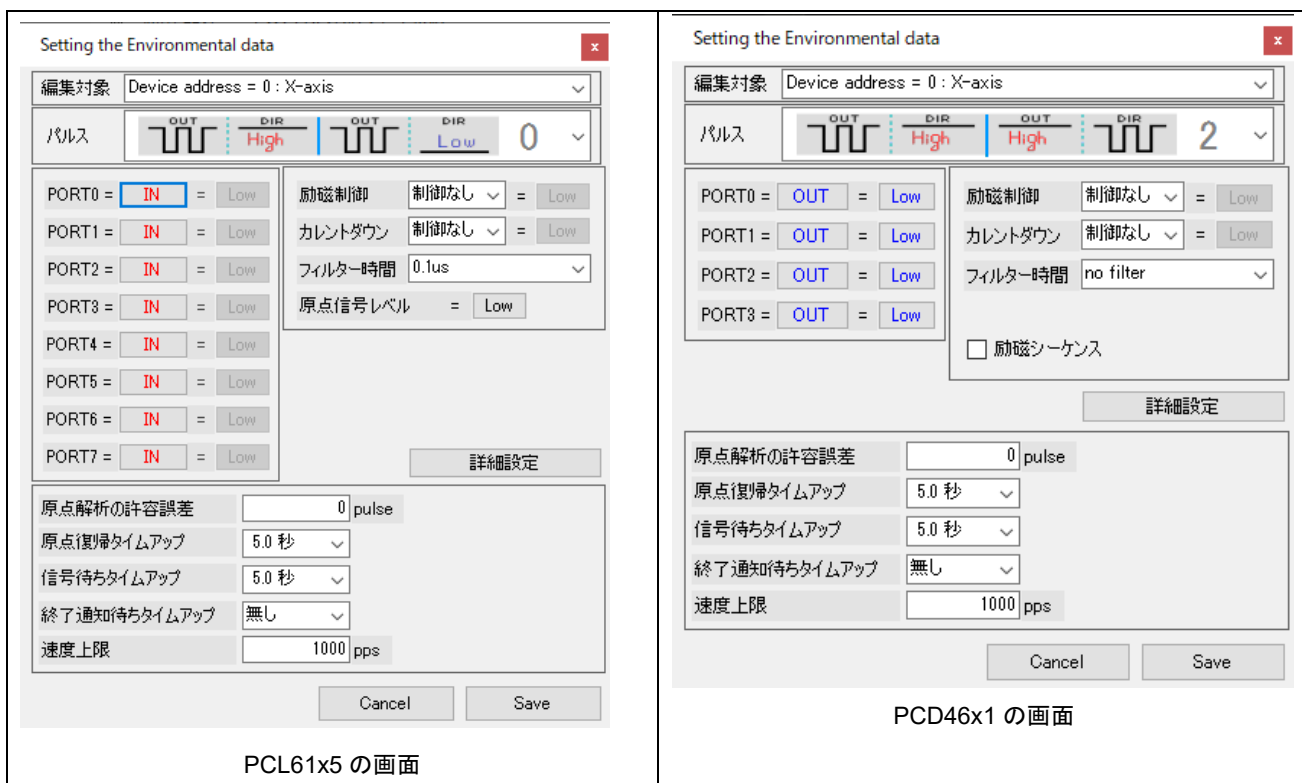 Setting the Environmental data
x
編集対象 Device address = 0 : X-axis
パルス OUT DIR High OUT DIR Low 0
PORT0 = IN = Low
PORT1 = IN = Low
PORT2 = IN = Low
PORT3 = IN = Low
PORT4 = IN = Low
PORT5 = IN = Low
PORT6 = IN = Low
PORT7 = IN = Low
励磁制御 制御なし = Low
カレントダウン 制御なし = Low
フィルター時間 0.1us
原点信号レベル = Low
詳細設定
原点解析の許容誤差 0 pulse
原点復帰タイムアップ 5.0 秒
信号待ちタイムアップ 5.0 秒
終了通知待ちタイムアップ 無し
速度上限 1000 pps
Cancel Save
PCL61x5 の画面
Setting the Environmental data
x
編集対象 Device address = 0 : X-axis
パルス OUT DIR High OUT High DIR 2
PORT0 = OUT = Low
PORT1 = OUT = Low
PORT2 = OUT = Low
PORT3 = OUT = Low
励磁制御 制御なし = Low
カレントダウン 制御なし = Low
フィルター時間 no filter
励磁シーケンス
詳細設定
原点解析の許容誤差 0 pulse
原点復帰タイムアップ 5.0 秒
信号待ちタイムアップ 5.0 秒
終了通知待ちタイムアップ 無し
速度上限 1000 pps
Cancel Save
PCD46x1 の画面